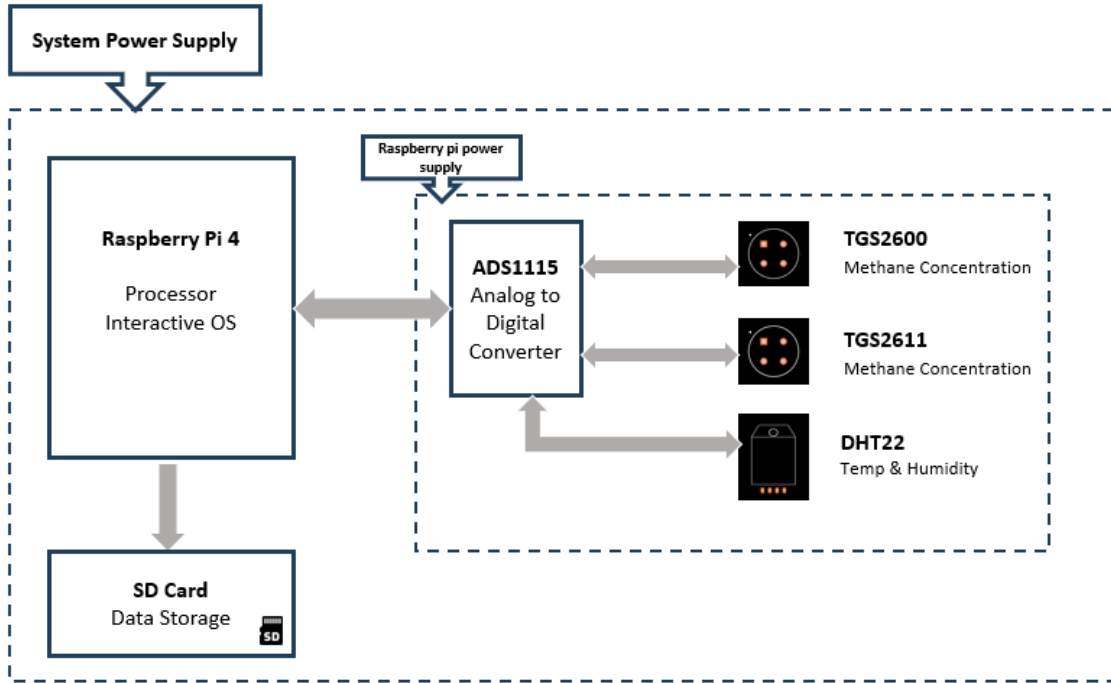 System Power Supply
Raspberry pi power
supply
Raspberry Pi 4
Processor
Interactive OS
ADS1115
Analog to
Digital
Converter
TGS2600
Methane Concentration
TGS2611
Methane Concentration
DHT22
Temp & Humidity
SD Card
Data Storage
SD